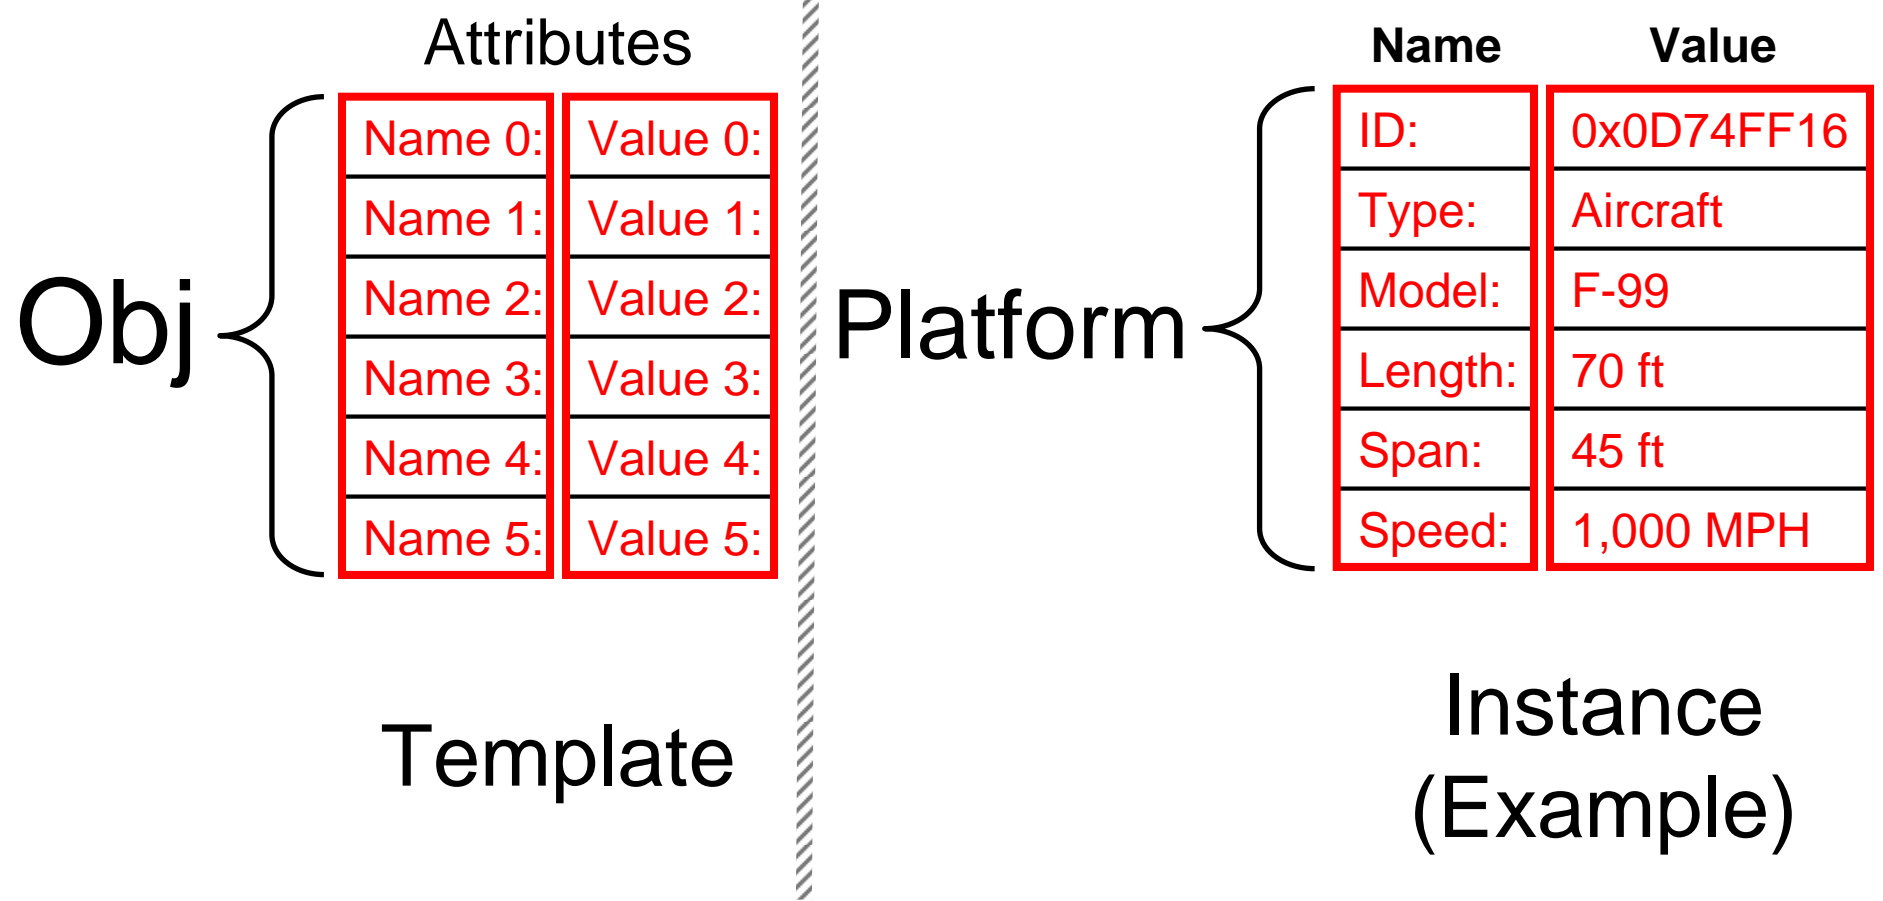 Attributes
Obj
Name 0: Value 0:
Name 1: Value 1:
Name 2: Value 2:
Name 3: Value 3:
Name 4: Value 4:
Name 5: Value 5:
Template
Platform
Name Value
ID: 0x0D74FF16
Type: Aircraft
Model: F-99
Length: 70 ft
Span: 45 ft
Speed: 1,000 MPH
Instance
(Example)